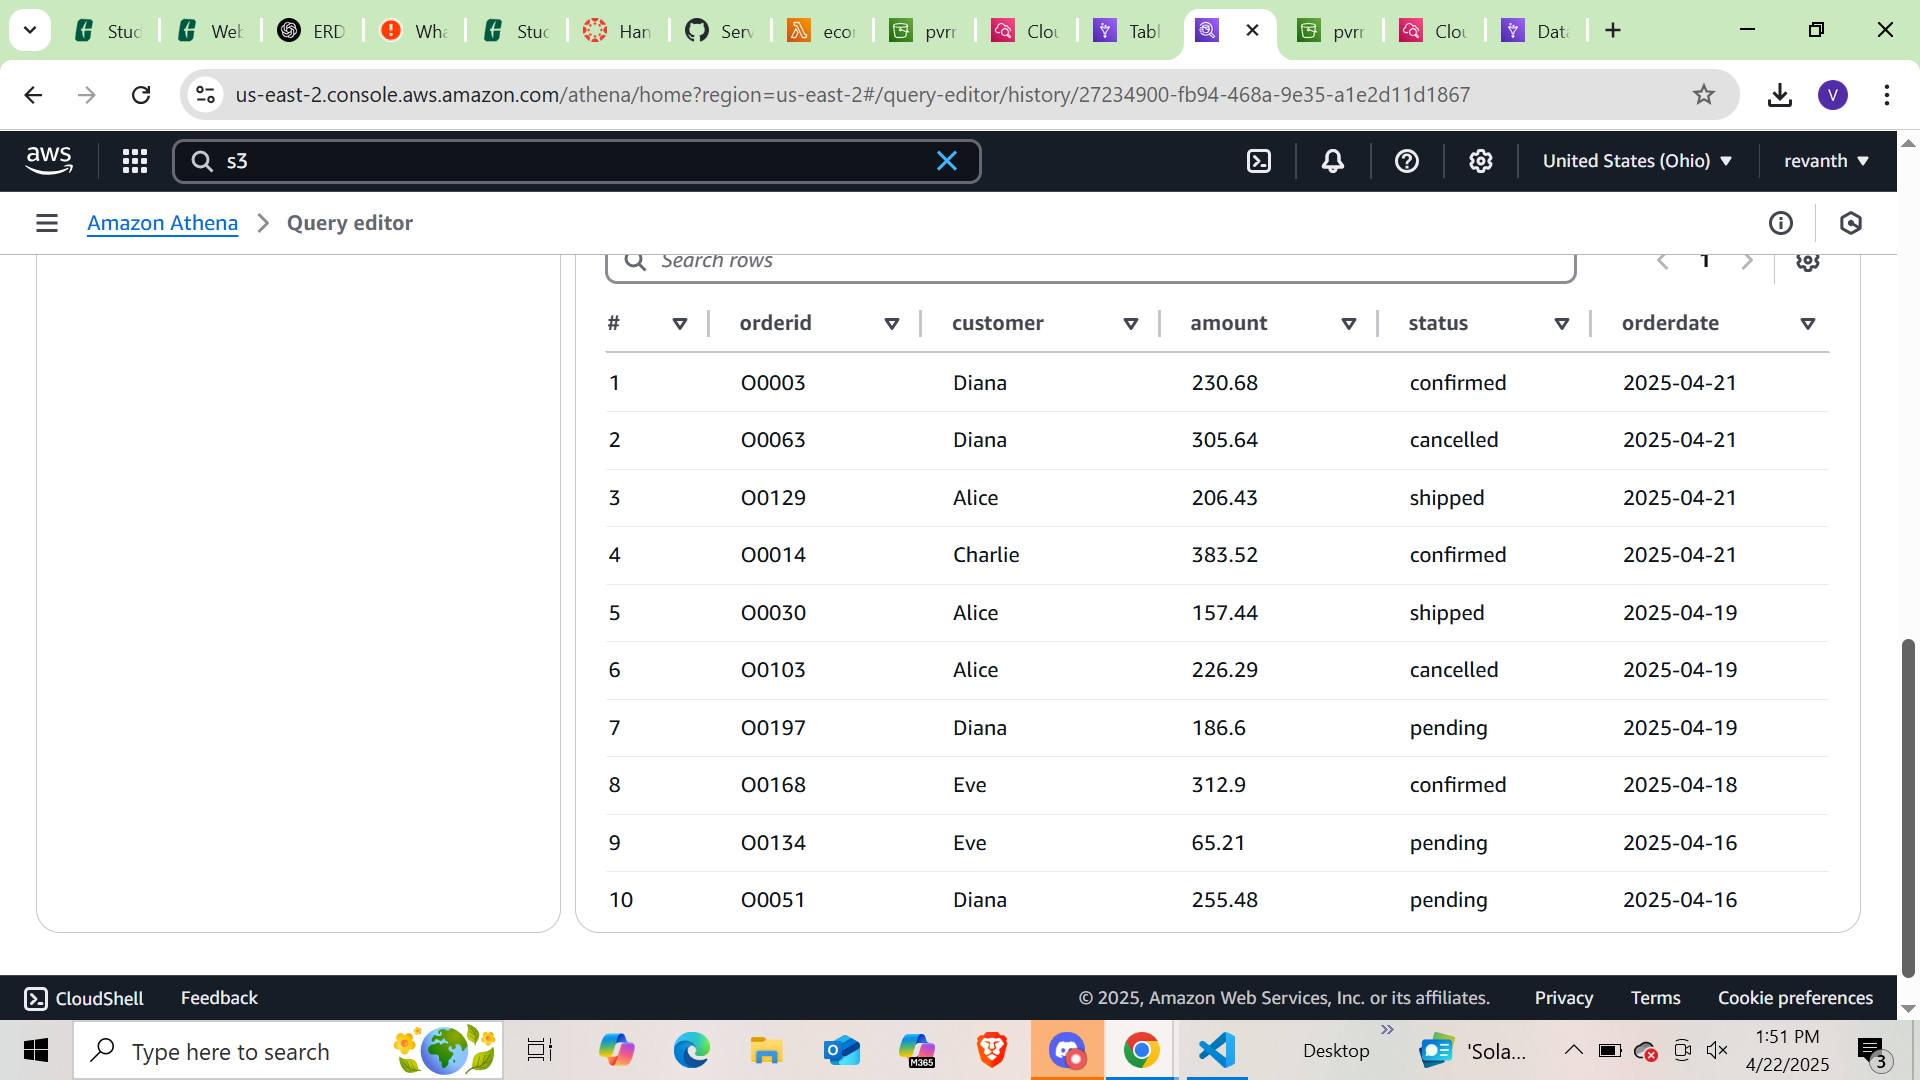 Stud
Web
ERD
Wha
Stuc
Han
Serv
ecor
pvrr
Clou
Tabl
pvrr
Clou
Data
us-east-2.console.aws.amazon.com/athena/home?region=us-east-2#/query-editor/history/27234900-fb94-468a-9e35-a1e2d11d1867
V
aws
s3
United States (Ohio)
revanth
Amazon Athena
Query editor
Search rows
1
# orderid customer amount status orderdate
1 O0003 Diana 230.68 confirmed 2025-04-21
2 O0063 Diana 305.64 cancelled 2025-04-21
3 O0129 Alice 206.43 shipped 2025-04-21
4 O0014 Charlie 383.52 confirmed 2025-04-21
5 O0030 Alice 157.44 shipped 2025-04-19
6 O0103 Alice 226.29 cancelled 2025-04-19
7 O0197 Diana 186.6 pending 2025-04-19
8 O0168 Eve 312.9 confirmed 2025-04-18
9 O0134 Eve 65.21 pending 2025-04-16
10 O0051 Diana 255.48 pending 2025-04-16
CloudShell Feedback © 2025, Amazon Web Services, Inc. or its affiliates. Privacy Terms Cookie preferences
Type here to search
M365
Desktop
'Sola...
1:51 PM
4/22/2025
3